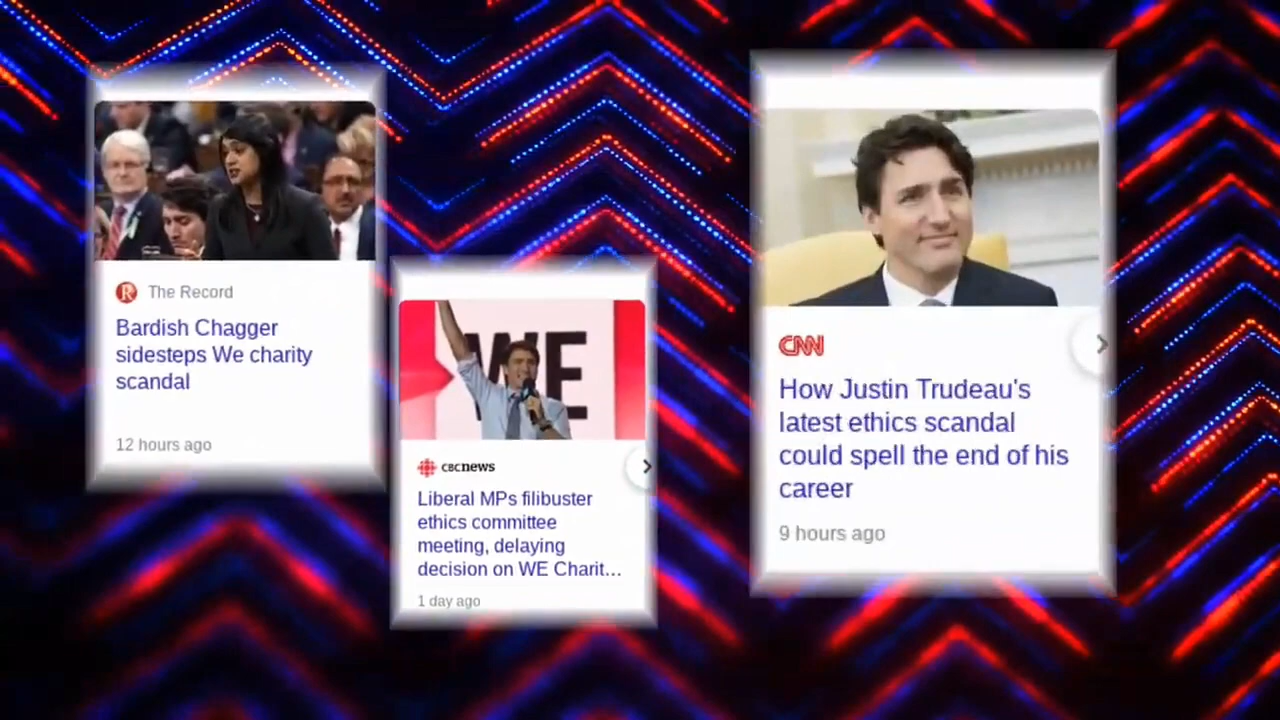 The Record
Bardish Chagger
sidesteps We charity
scandal
12 hours ago
WE
CBCnews
Liberal MPs filibuster
ethics committee
meeting, delaying
decision on WE Charit…
1 day ago
CNN
How Justin Trudeau's
latest ethics scandal
could spell the end of his
career
9 hours ago